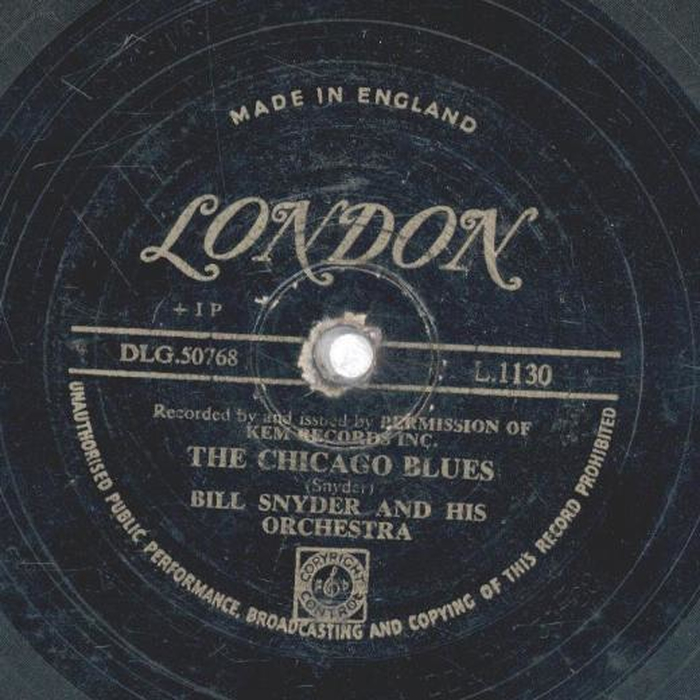 MADE IN ENGLAND
LONDON
+ I P
DLG.50768 L.1130
Recorded by and issued by PERMISSION OF
KEM RECORDS INC.
THE CHICAGO BLUES
(Snyder)
BILL SNYDER AND HIS
ORCHESTRA
COPYRIGHT
CONTROL
UNAUTHORISED PUBLIC PERFORMANCE, BROADCASTING AND COPYING OF THIS RECORD PROHIBITED